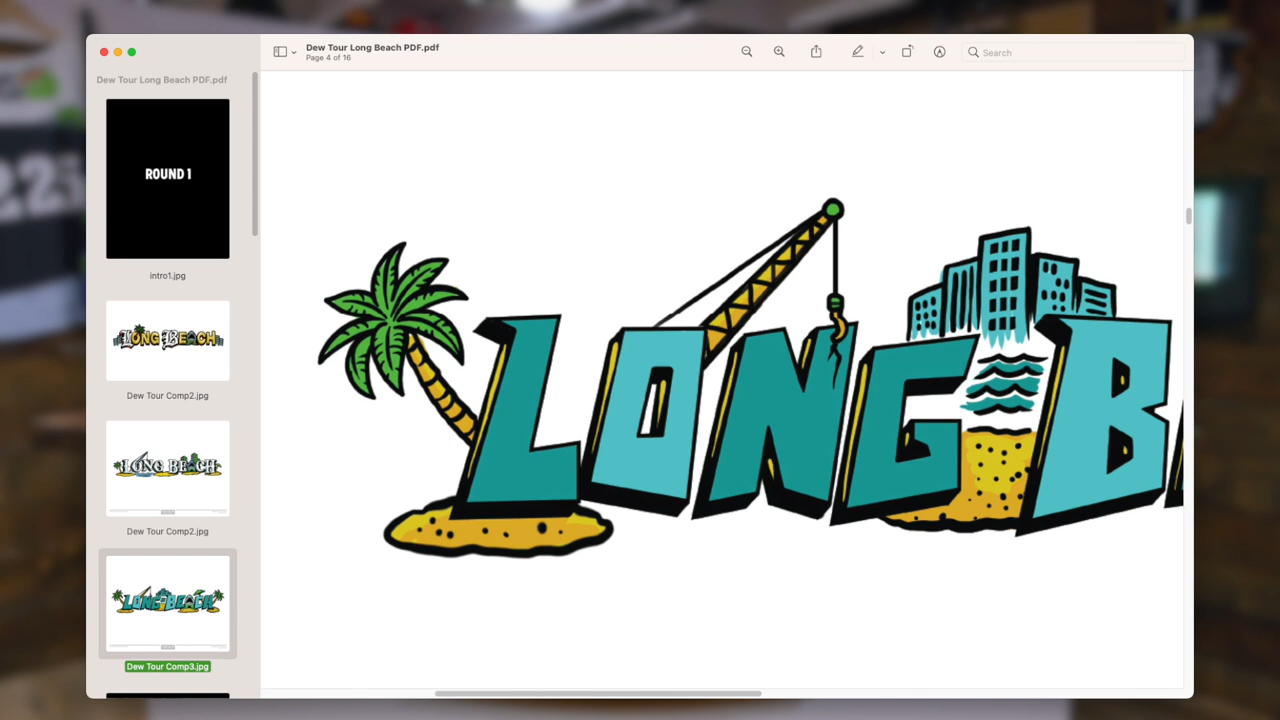 Dew Tour Long Beach PDF.pdf
Page 4 of 16
Search
Dew Tour Long Beach PDF.pdf
ROUND 1
intro1.jpg
LONG BEACH
Dew Tour Comp2.jpg
LONG BEACH
Dew Tour Comp2.jpg
LONG BEACH
Dew Tour Comp3.jpg
LONG B